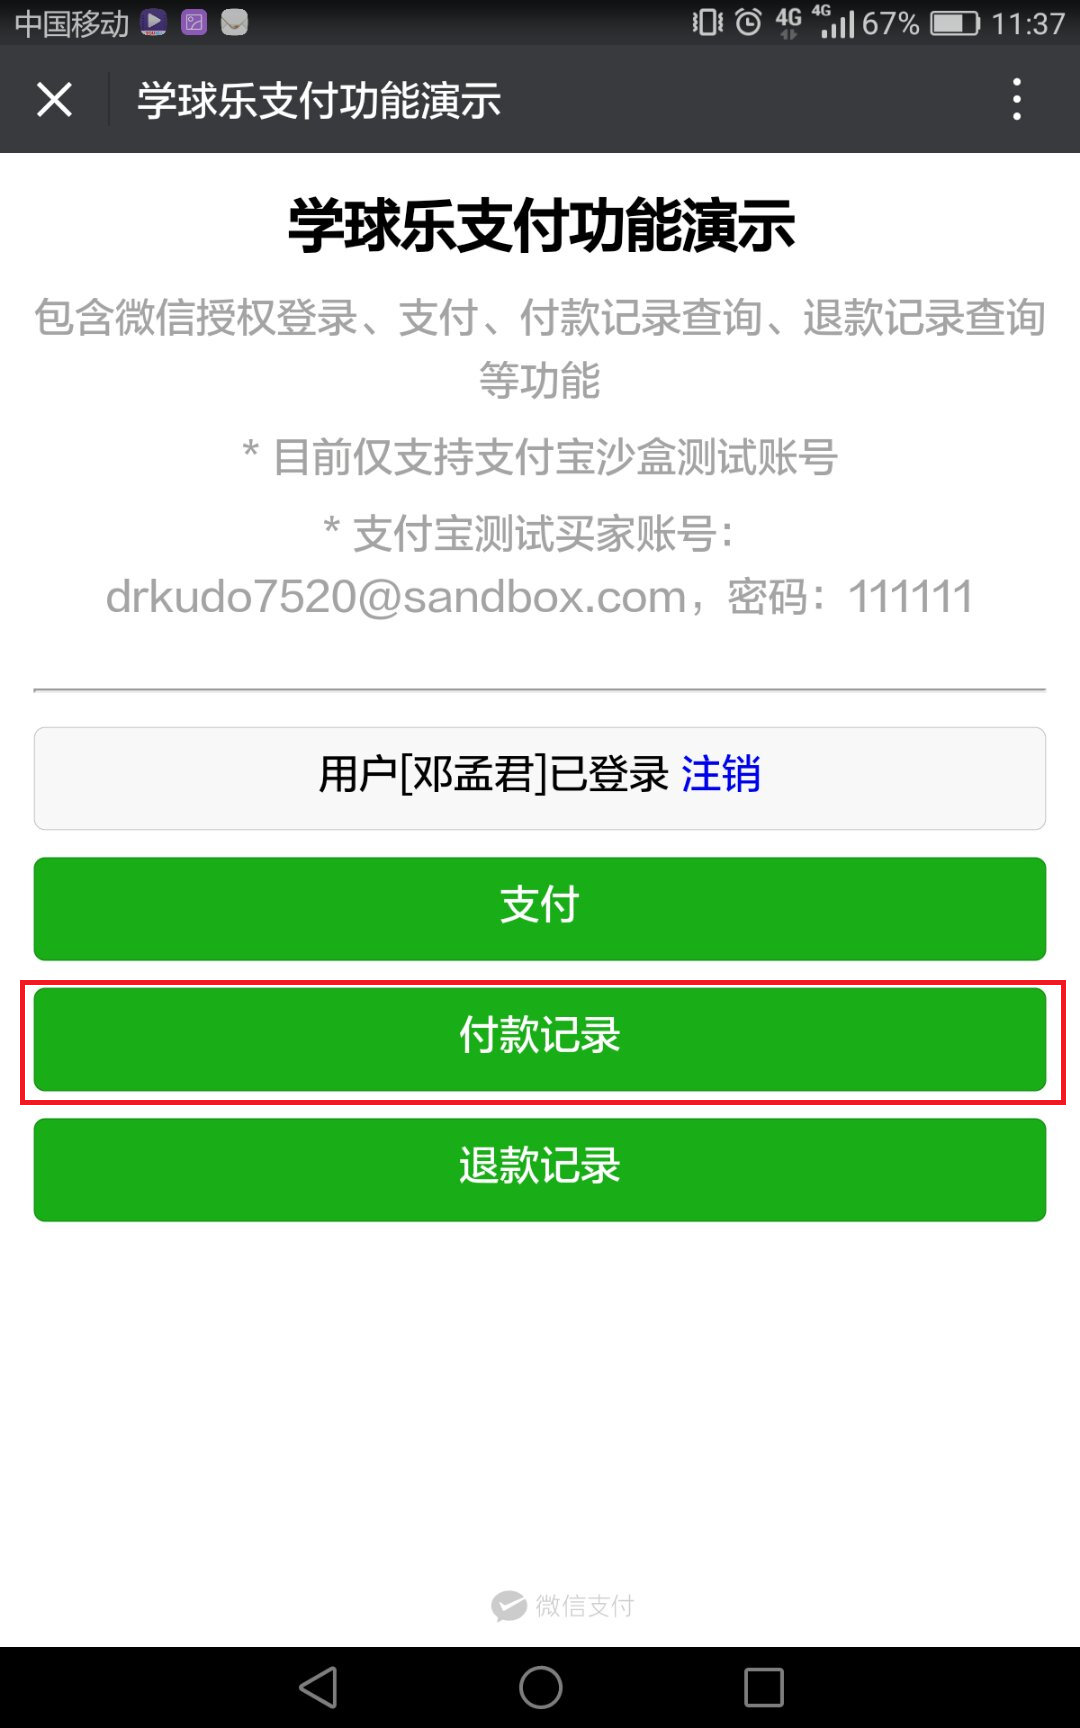 中国移动 4G 4G 67% 11:37
学球乐支付功能演示
学球乐支付功能演示
包含微信授权登录、支付、付款记录查询、退款记录查询
等功能
* 目前仅支持支付宝沙盒测试账号
* 支付宝测试买家账号：
drkudo7520@sandbox.com，密码：111111
用户[邓孟君]已登录 注销
支付
付款记录
退款记录
微信支付